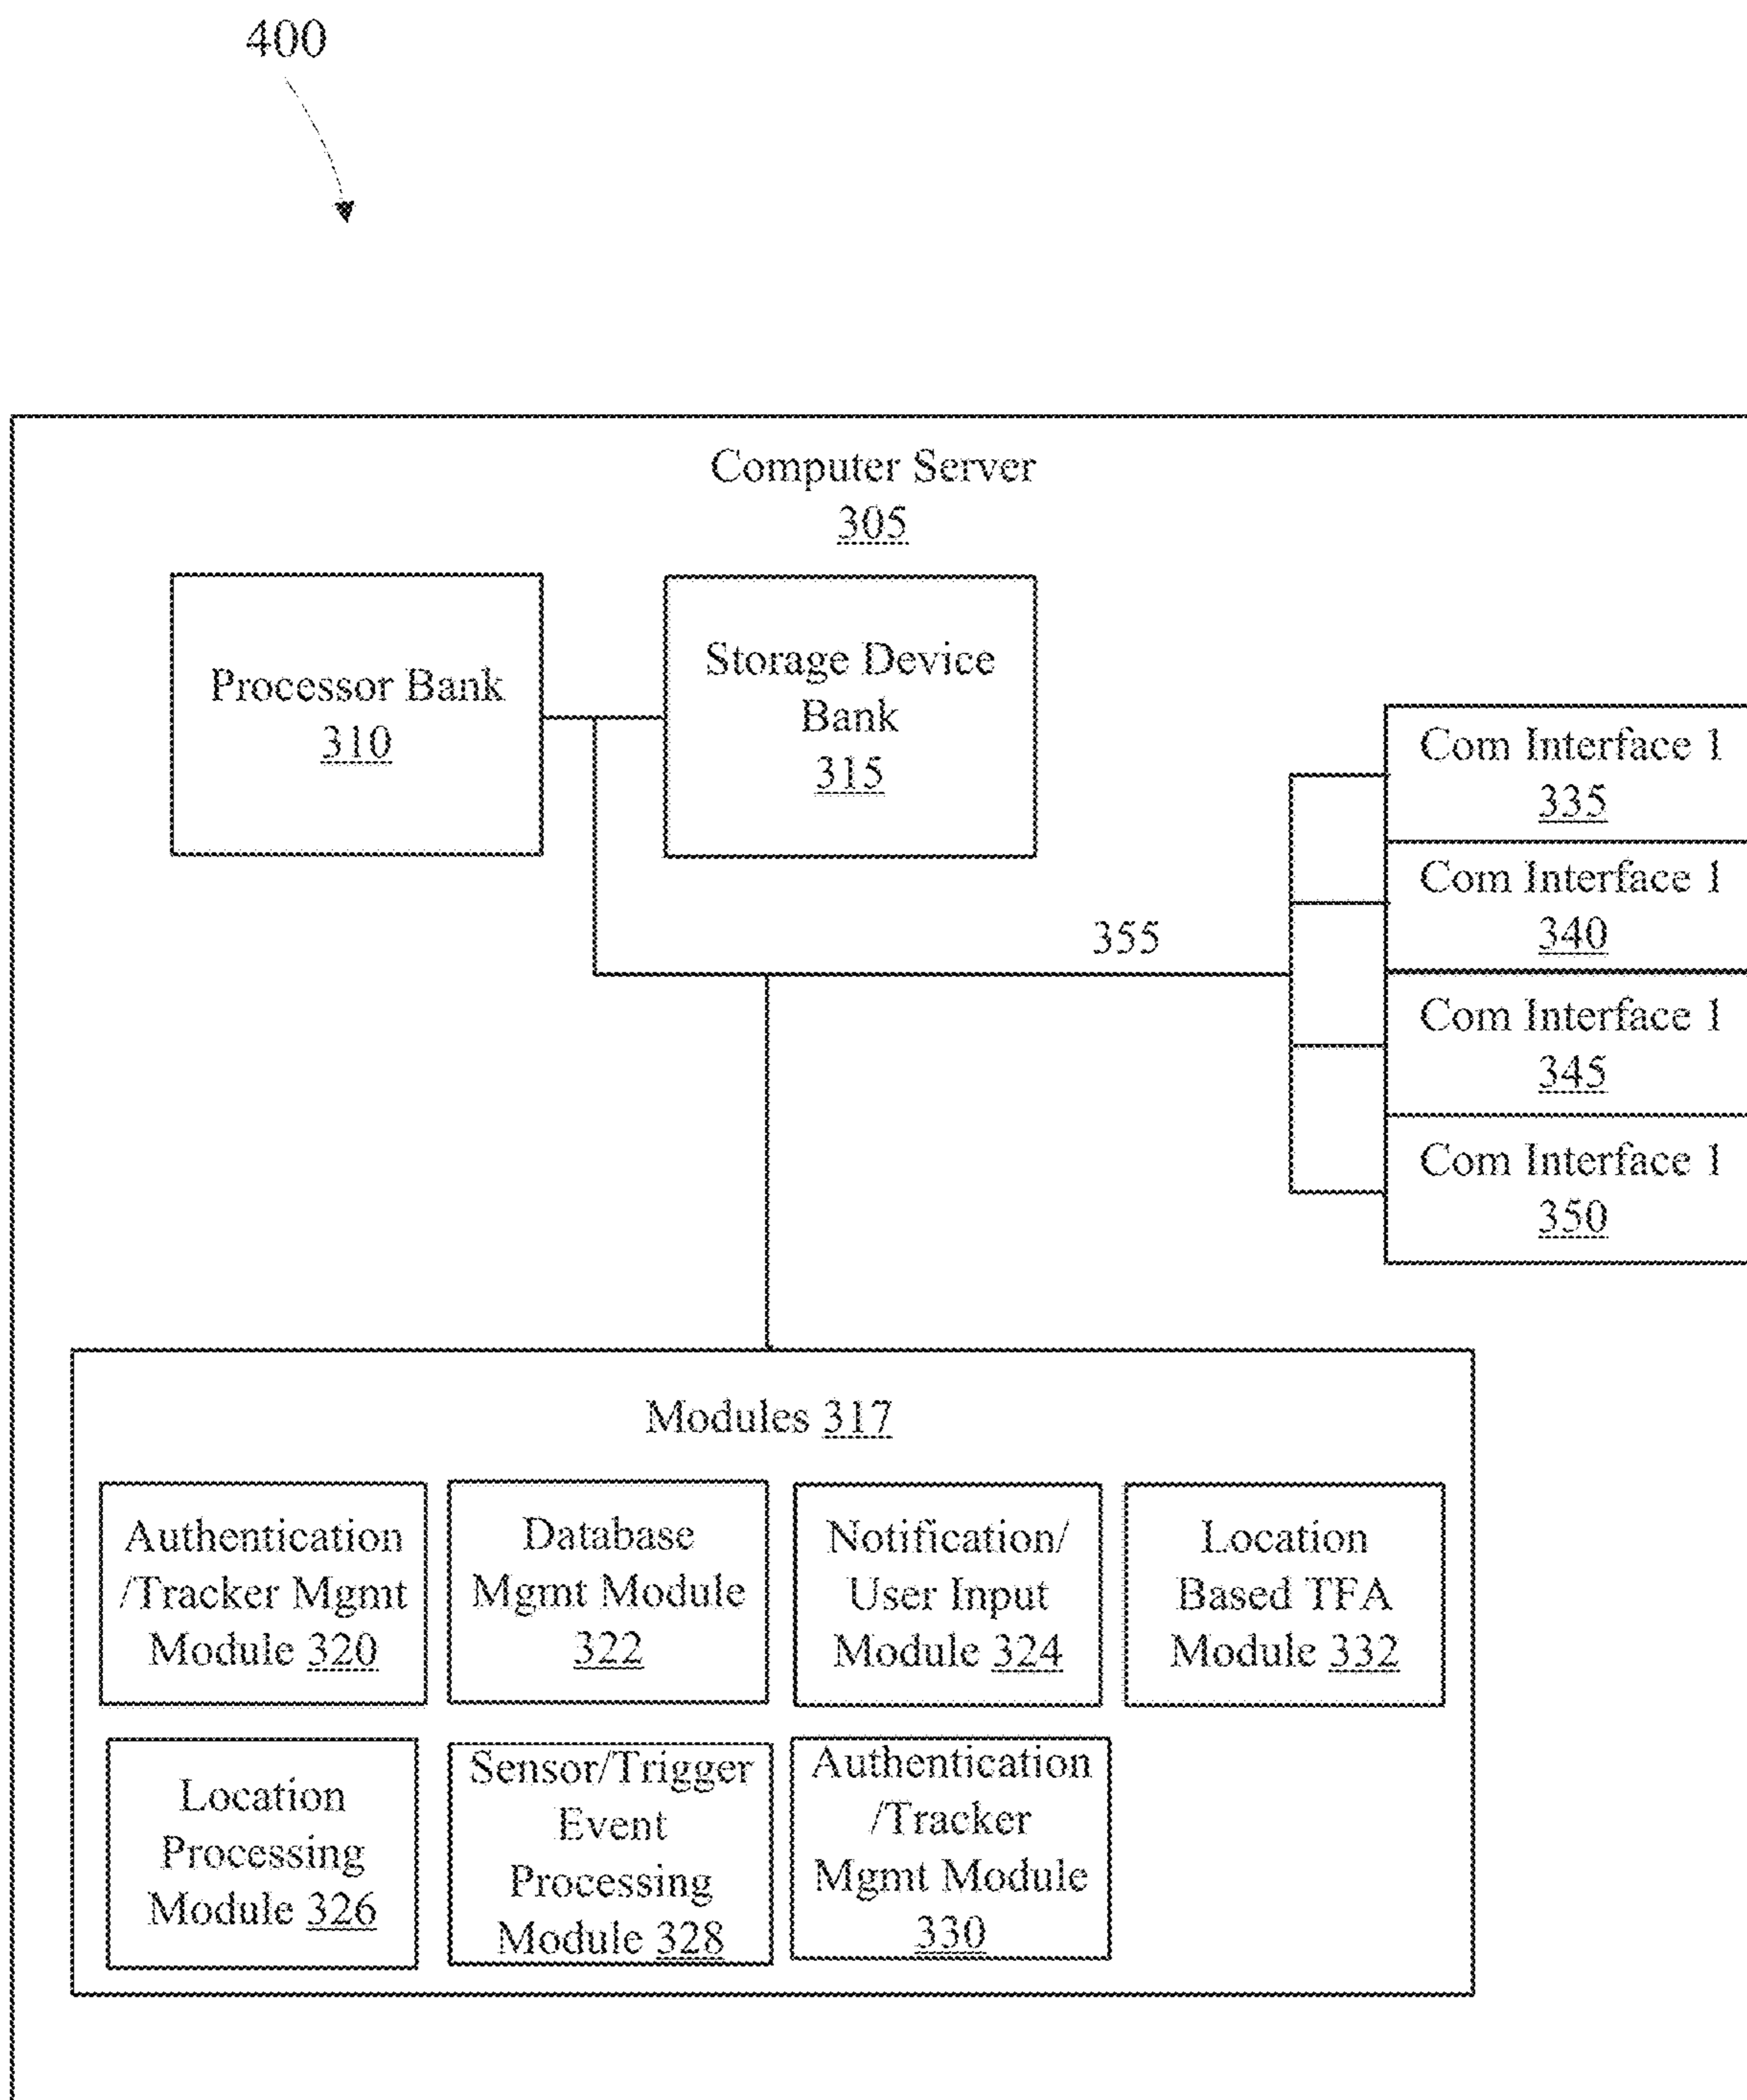 400
Computer Server
305
Processor Bank
310
Storage Device
Bank
315
Com Interface 1
335
Com Interface 1
340
355
Com Interface 1
345
Com Interface 1
350
Modules 317
Authentication
/Tracker Mgmt
Module 320
Database
Mgmt Module
322
Notification/
User Input
Module 324
Location
Based TFA
Module 332
Location
Processing
Module 326
Sensor/Trigger
Event
Processing
Module 328
Authentication
/Tracker
Mgmt Module
330